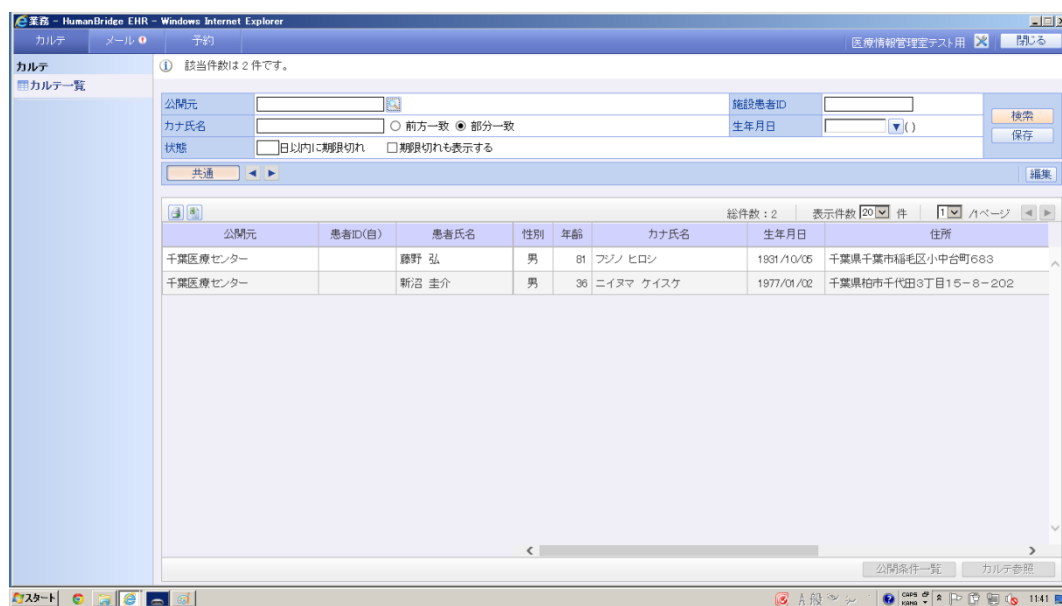 業務 - HumanBridge EHR - Windows Internet Explorer
カルテ メール 予約 医療情報管理室テスト用 閉じる
カルテ
カルテ一覧
該当件数は2件です。
公開元 施設患者ID
カナ氏名 前方一致 部分一致 生年月日 ( )
状態 日以内に期限切れ 期限切れも表示する
検索
保存
共通 編集
総件数:2 表示件数 20 件 1 /1ページ
公開元 患者ID(自) 患者氏名 性別 年齢 カナ氏名 生年月日 住所
千葉医療センター 藤野 弘 男 81 フジノ ヒロシ 1931/10/05 千葉県千葉市稲毛区小中台町683
千葉医療センター 新沼 圭介 男 36 ニイヌマ ケイスケ 1977/01/02 千葉県柏市千代田3丁目15-8-202
公開条件一覧 カルテ参照
スタート A 般 CAPS KANA 11:41